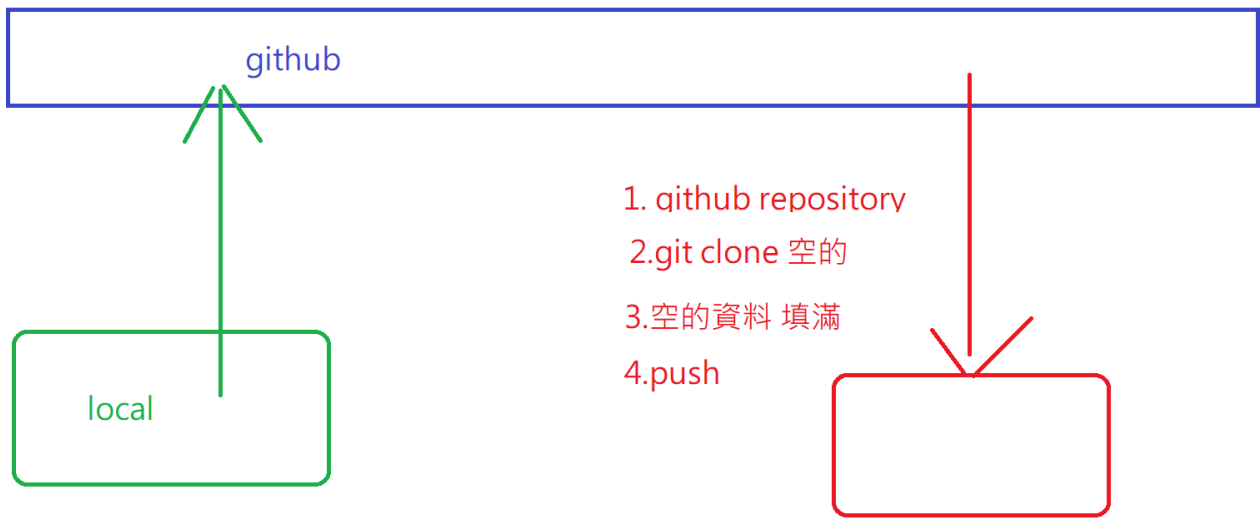 github
1. github repository
2.git clone 空的
3.空的資料 填滿
4.push
local